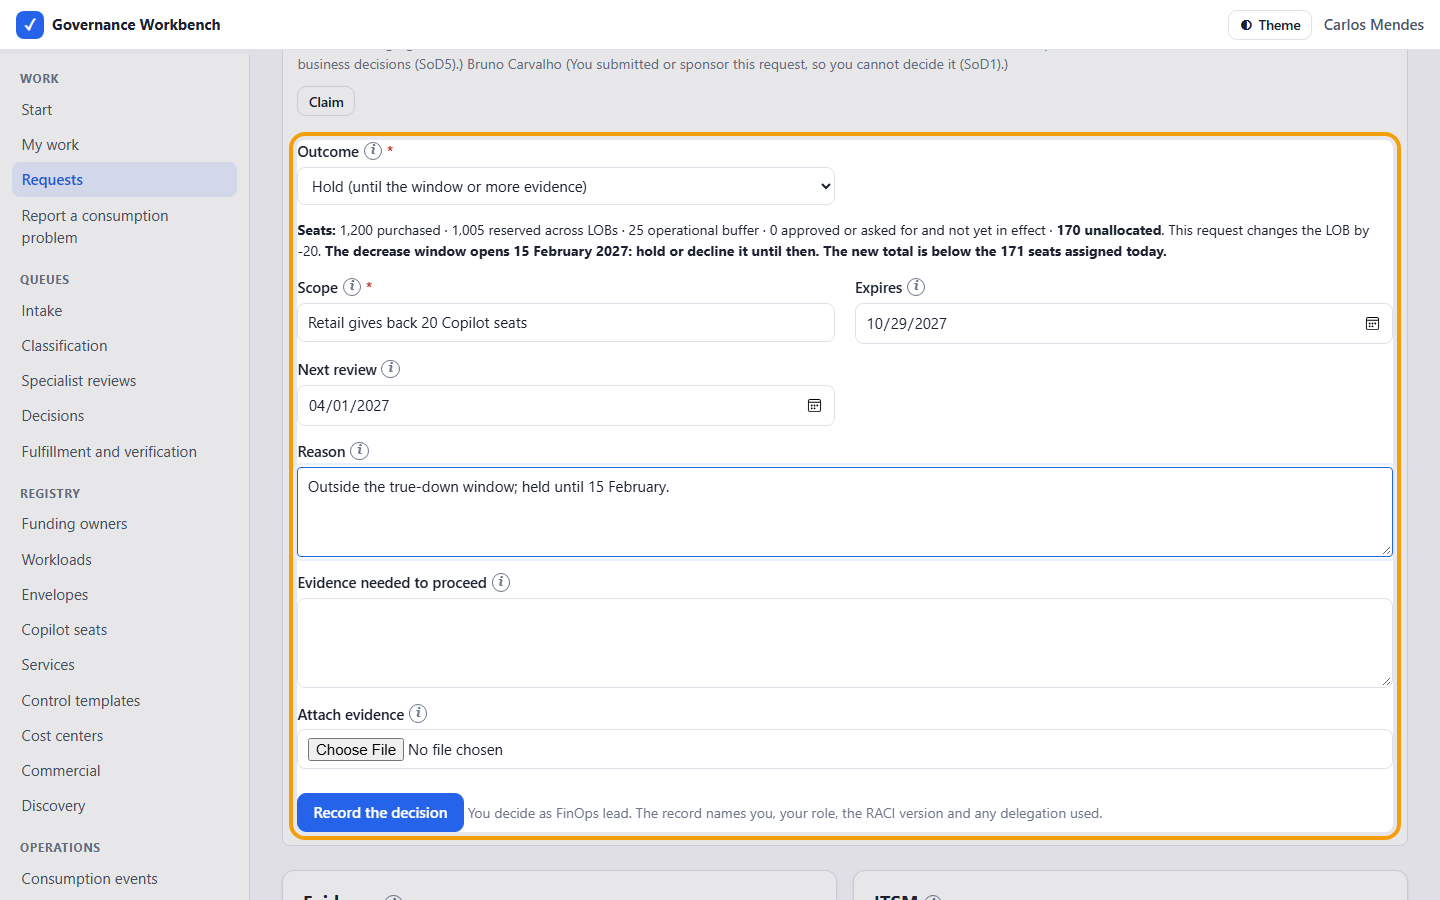 Governance Workbench
Theme
Carlos Mendes
WORK
Start
My work
Requests
Report a consumption
problem
QUEUES
Intake
Classification
Specialist reviews
Decisions
Fulfillment and verification
REGISTRY
Funding owners
Workloads
Envelopes
Copilot seats
Services
Control templates
Cost centers
Commercial
Discovery
OPERATIONS
Consumption events
business decisions (SoD5).) Bruno Carvalho (You submitted or sponsor this request, so you cannot decide it (SoD1).)
Claim
Outcome i *
Hold (until the window or more evidence)
Seats: 1,200 purchased · 1,005 reserved across LOBs · 25 operational buffer · 0 approved or asked for and not yet in effect · 170 unallocated. This request changes the LOB by
-20. The decrease window opens 15 February 2027: hold or decline it until then. The new total is below the 171 seats assigned today.
Scope i *
Retail gives back 20 Copilot seats
Expires i
10/29/2027
Next review i
04/01/2027
Reason i
Outside the true-down window; held until 15 February.
Evidence needed to proceed i
Attach evidence i
Choose File No file chosen
Record the decision You decide as FinOps lead. The record names you, your role, the RACI version and any delegation used.